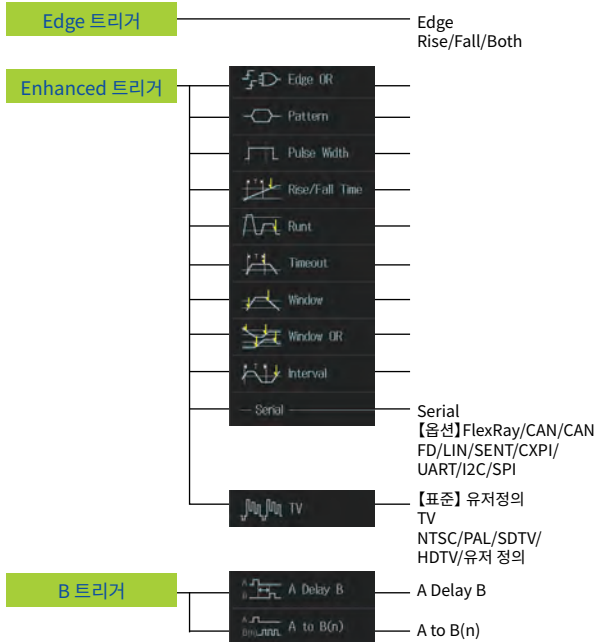 Edge 트리거
Edge
Rise/Fall/Both
Enhanced 트리거
Edge OR
Pattern
Pulse Width
Rise/Fall Time
Runt
Timeout
Window
Window OR
Interval
Serial
Serial
【옵션】FlexRay/CAN/CAN
FD/LIN/SENT/CXPI/
UART/I2C/SPI
TV
【표준】 유저정의
TV
NTSC/PAL/SDTV/
HDTV/유저 정의
B 트리거
A Delay B
A Delay B
A to B(n)
A to B(n)